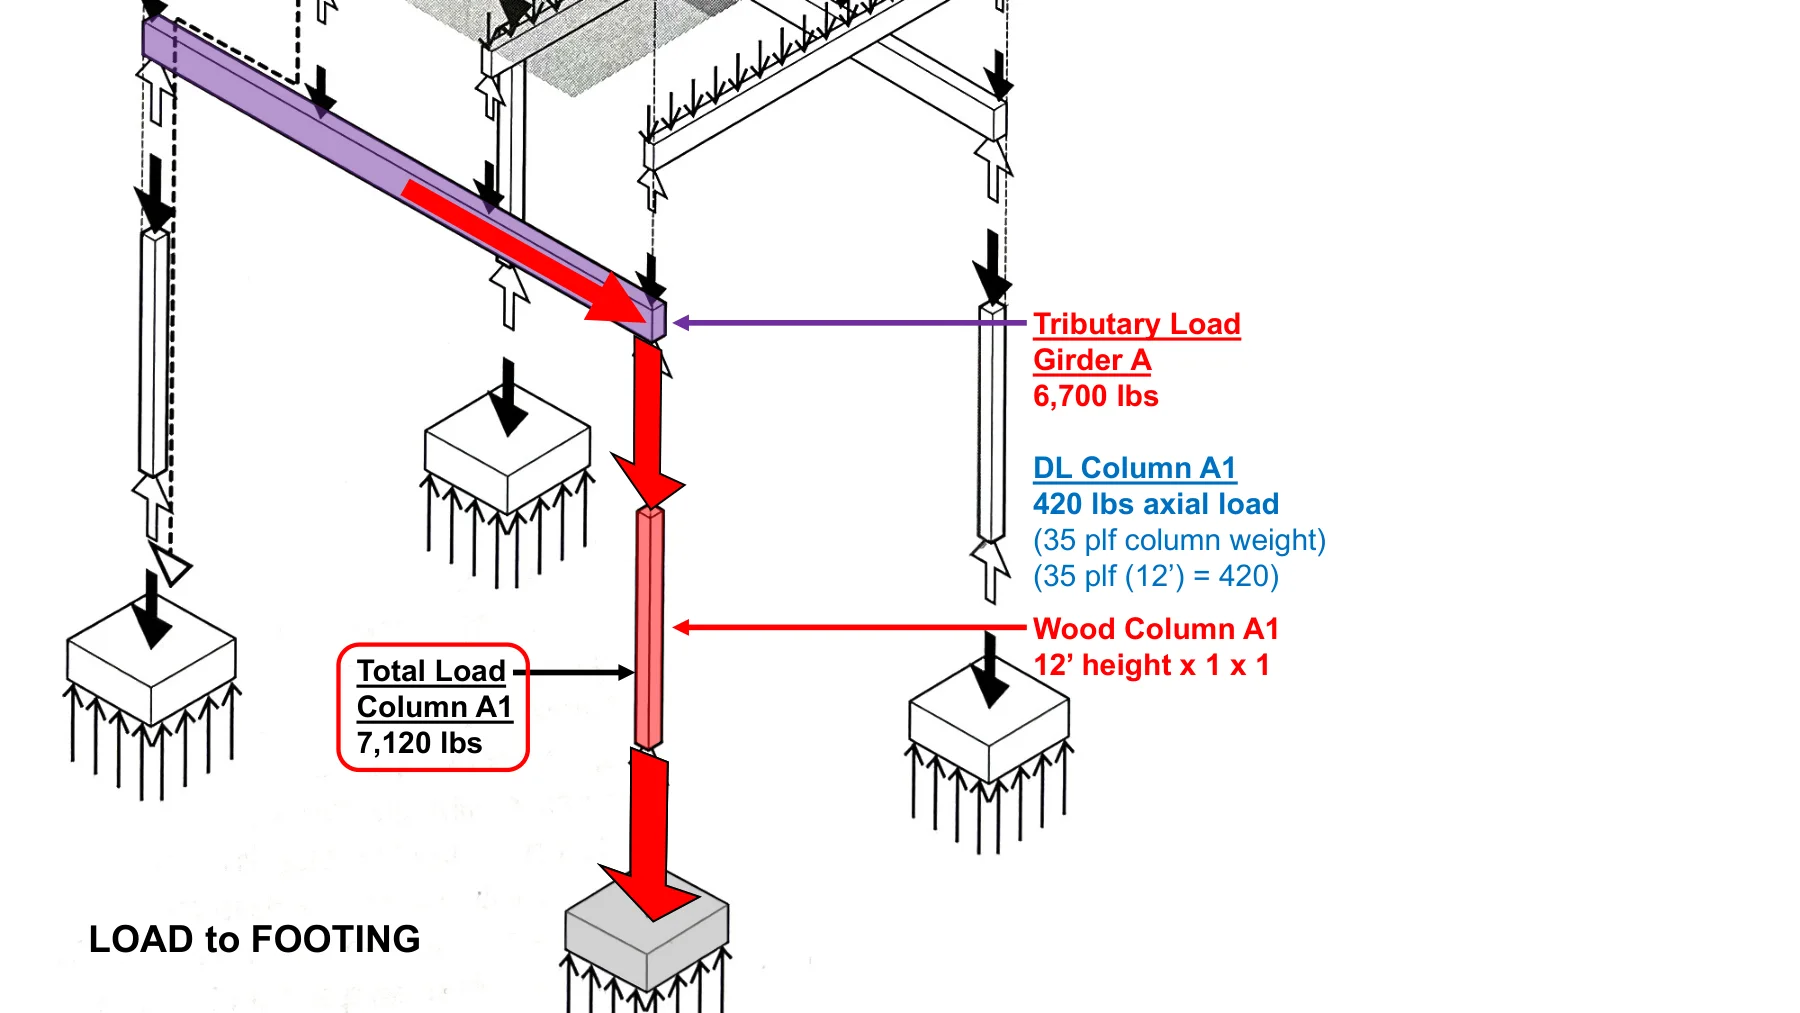 Tributary Load
Girder A
6,700 lbs
DL Column A1
420 lbs axial load
(35 plf column weight)
(35 plf (12’) = 420)
Wood Column A1
12’ height x 1 x 1
Total Load
Column A1
7,120 lbs
LOAD to FOOTING